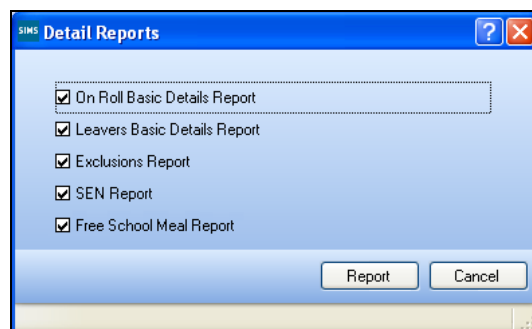 SIMS Detail Reports
On Roll Basic Details Report
Leavers Basic Details Report
Exclusions Report
SEN Report
Free School Meal Report
Report Cancel